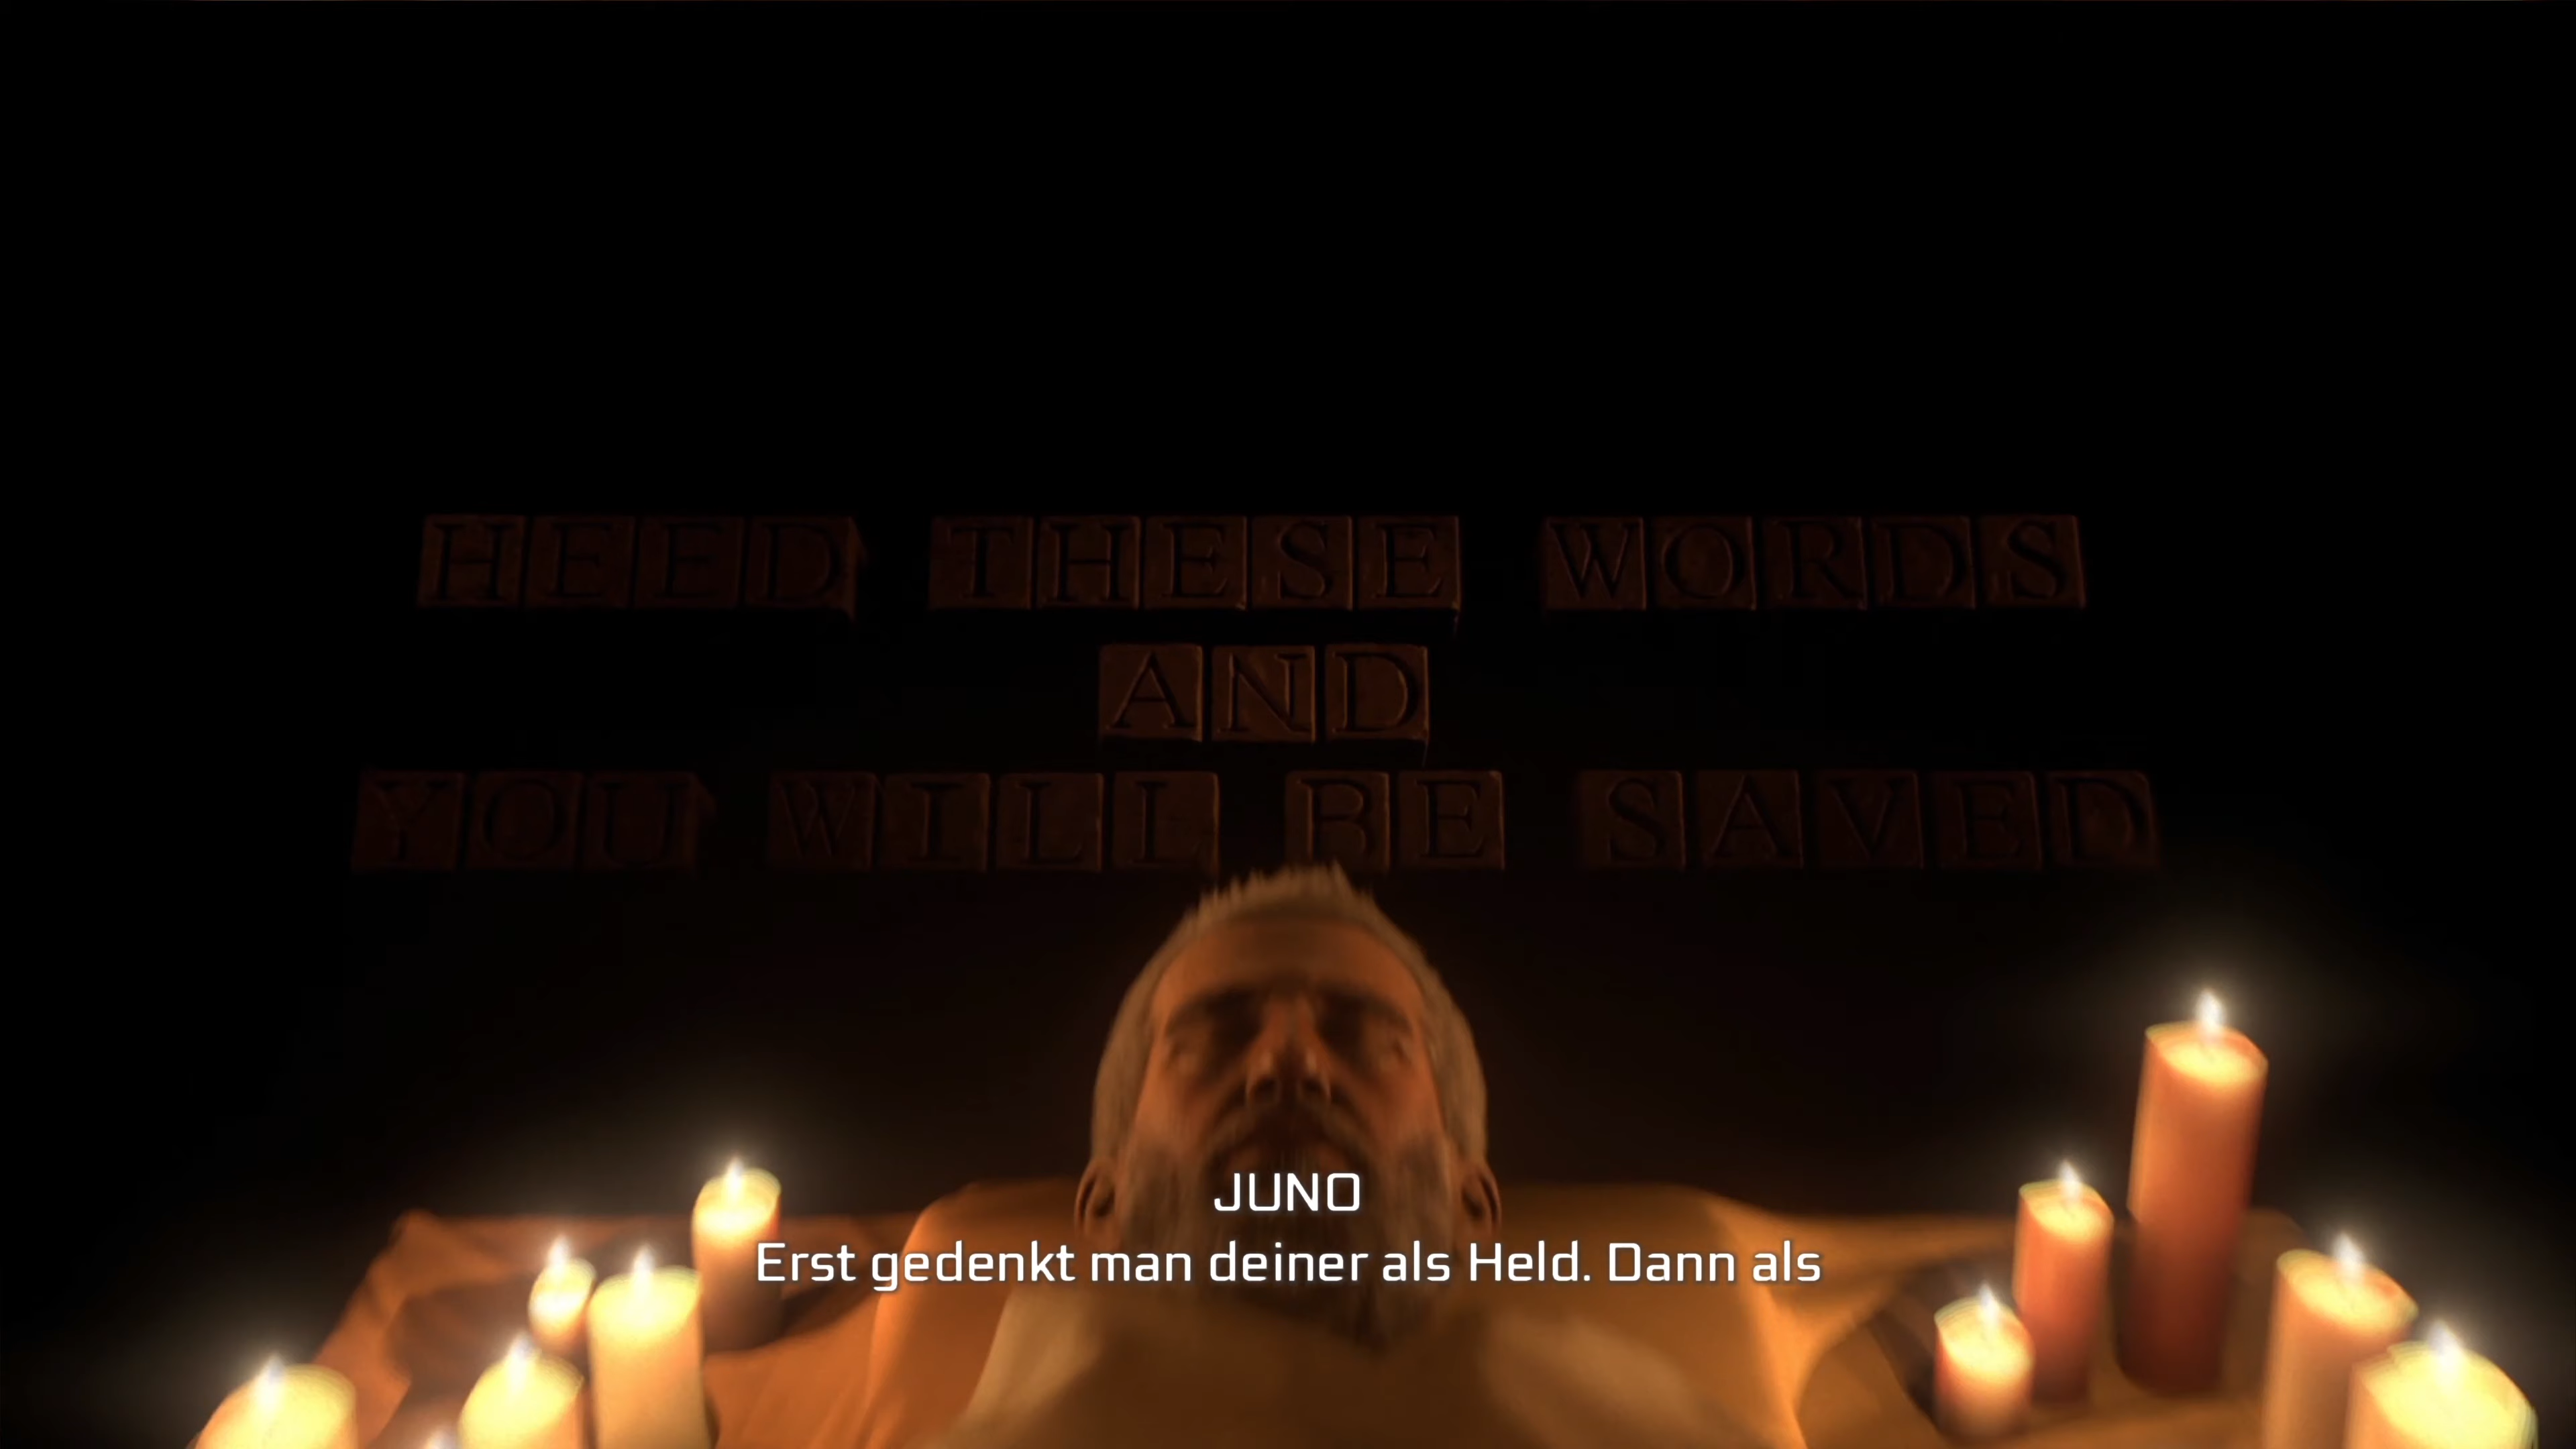 HEED THESE WORDS
AND
YOU WILL BE SAVED
JUNO
Erst gedenkt man deiner als Held. Dann als